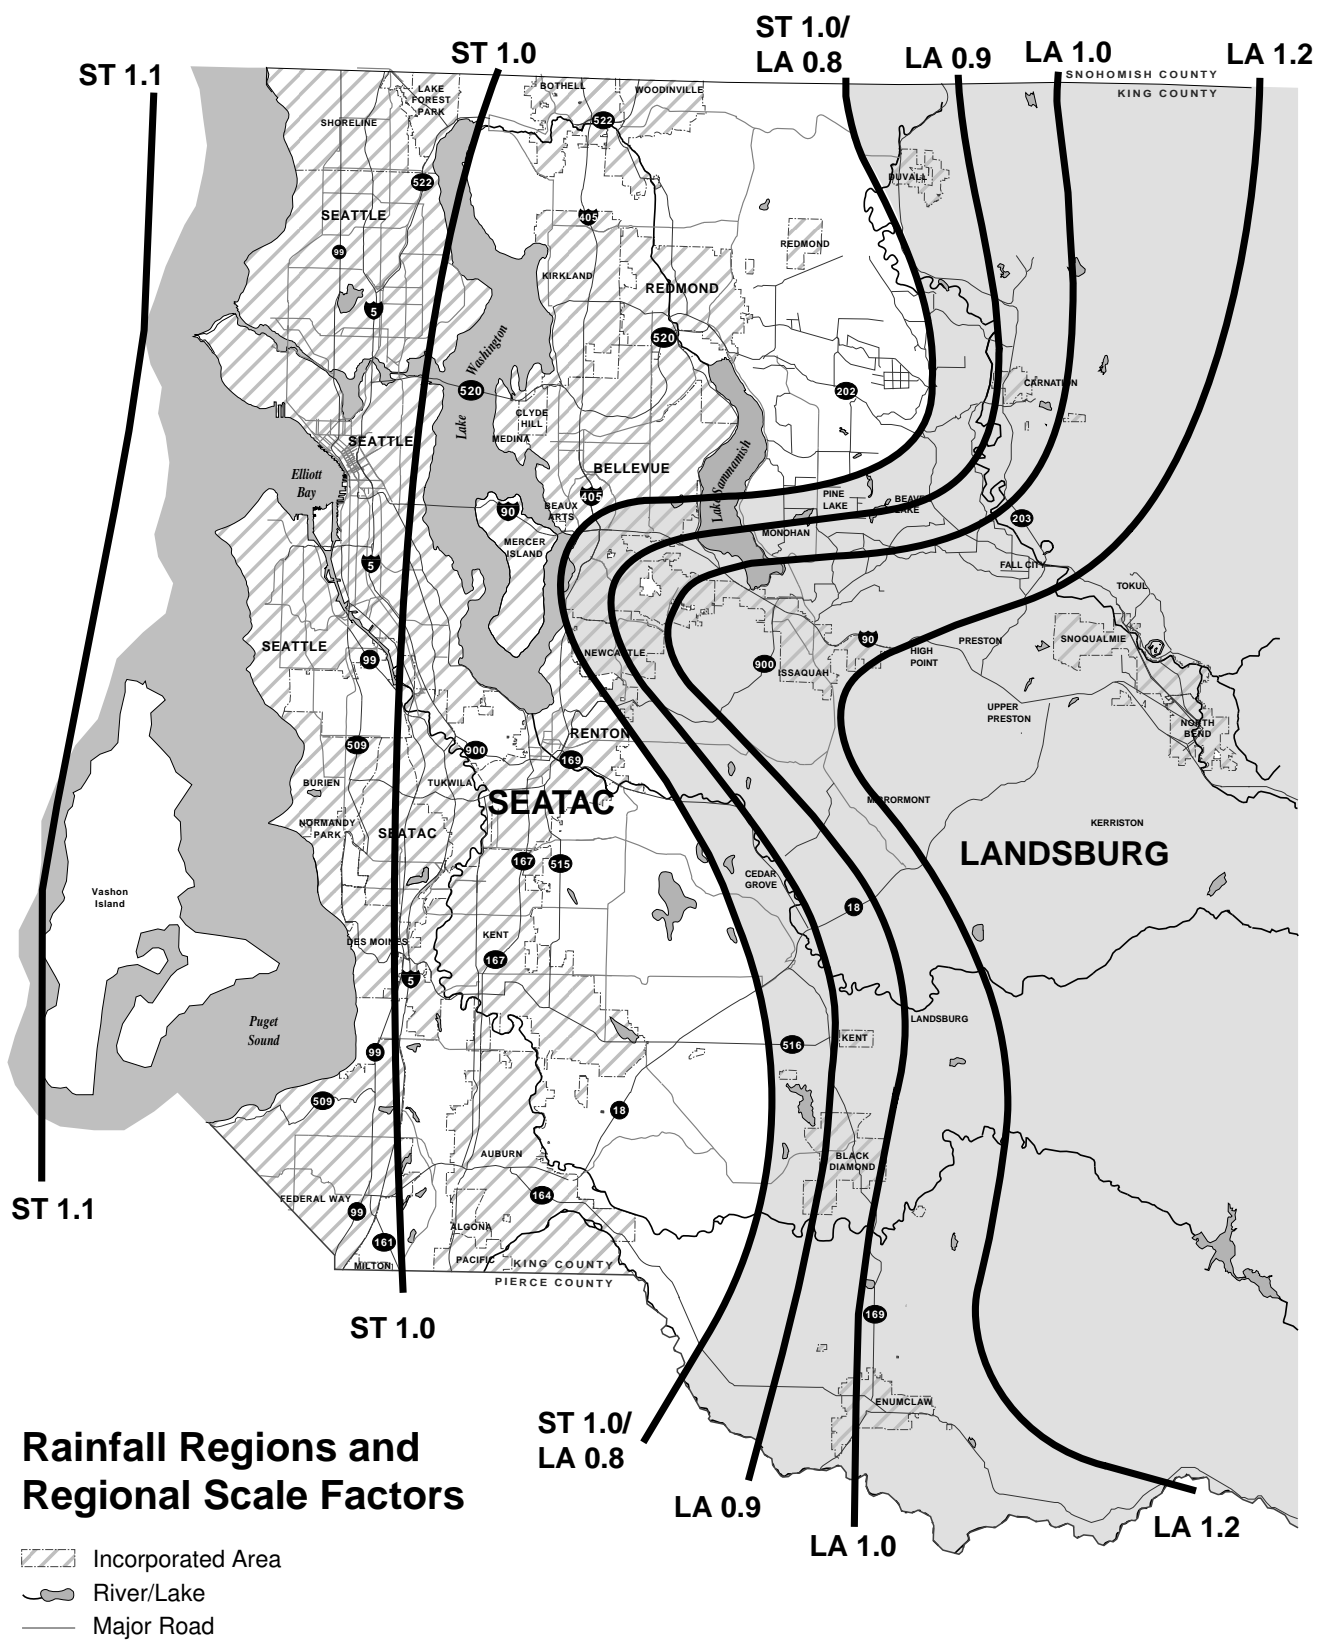 ST 1.1
ST 1.0
ST 1.0/
LA 0.8
LA 0.9
LA 1.0
LA 1.2
SNOHOMISH COUNTY
KING COUNTY
LAKE
FOREST
PARK
BOTHELL
WOODINVILLE
SHORELINE
522
522
DUVALL
SEATTLE
405
REDMOND
99
KIRKLAND
REDMOND
5
520
Lake Washington
520
202
CARNATION
CLYDE
HILL
MEDINA
SEATTLE
BELLEVUE
Lake Sammamish
Elliott
Bay
405
90
BEAUX
ARTS
PINE
LAKE
BEAVER
LAKE
203
MONOHAN
MERCER
ISLAND
5
FALL CITY
TOKUL
SEATTLE
99
NEWCASTLE
90
HIGH
POINT
PRESTON
SNOQUALMIE
900
ISSAQUAH
UPPER
PRESTON
NORTH
BEND
509
900
RENTON
169
BURIEN
TUKWILA
SEATAC
MIRRORMONT
NORMANDY
PARK
SEATAC
KERRISTON
LANDSBURG
167
515
CEDAR
GROVE
Vashon
Island
18
DES MOINES
KENT
167
5
LANDSBURG
Puget
Sound
99
516
KENT
509
18
AUBURN
BLACK
DIAMOND
FEDERAL WAY
99
164
ALGONA
161
MILTON
PACIFIC
KING COUNTY
PIERCE COUNTY
ST 1.1
ST 1.0
169
ENUMCLAW
ST 1.0/
LA 0.8
LA 0.9
LA 1.0
LA 1.2
Rainfall Regions and
Regional Scale Factors
Incorporated Area
River/Lake
Major Road